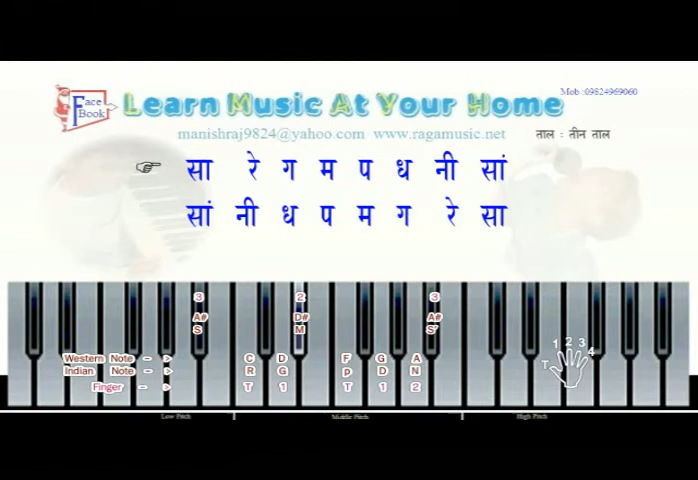 Face Book
Learn Music At Your Home
Mob :09824969060
manishraj9824@yahoo.com www.ragamusic.net
ताल : तीन ताल
सा रे ग म प ध नी सां
सां नी ध प म ग रे सा
3 2 3
A# D# A#
S M S'
Western Note - > C D F G A
Indian Note - > R G P D N
Finger - > T 1 T 1 2
T 1 2 3 4
Low Pitch Middle Pitch High Pitch